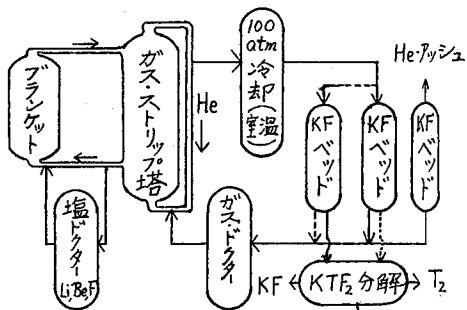 ブランケット
ガス・ストリップ塔
He
100
atm
冷却
(室温)
KF
ベッド
KF
ベッド
KF
ベッド
He・アッシュ
塩ドクター
Li,Be,F
ガス・ドクター
KF
KTF₂分解
T₂